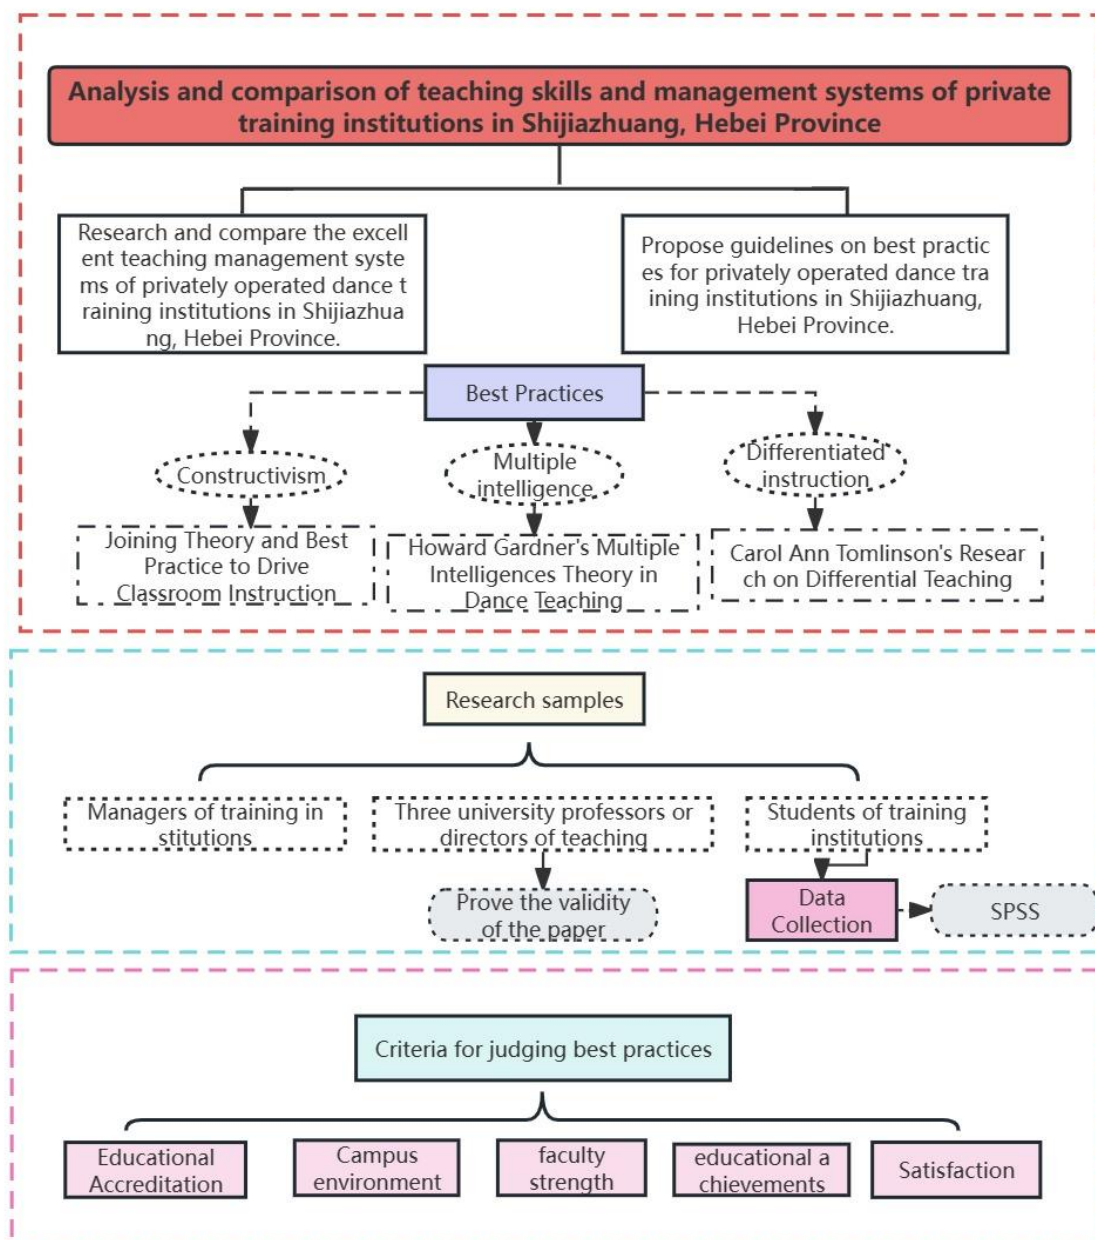 Analysis and comparison of teaching skills and management systems of private
training institutions in Shijiazhuang, Hebei Province
Research and compare the excell
ent teaching management syste
ms of privately operated dance t
raining institutions in Shijiazhua
ng, Hebei Province.
Propose guidelines on best practic
es for privately operated dance tra
ining institutions in Shijiazhuang,
Hebei Province.
Best Practices
Constructivism
Multiple
intelligence
Differentiated
instruction
Joining Theory and Best
Practice to Drive
Classroom Instruction
Howard Gardner's Multiple
Intelligences Theory in
Dance Teaching
Carol Ann Tomlinson's Resear
ch on Differential Teaching
Research samples
Managers of training in
stitutions
Three university professors or
directors of teaching
Students of training
institutions
Prove the validity
of the paper
Data
Collection
SPSS
Criteria for judging best practices
Educational
Accreditation
Campus
environment
faculty
strength
educational a
chievements
Satisfaction